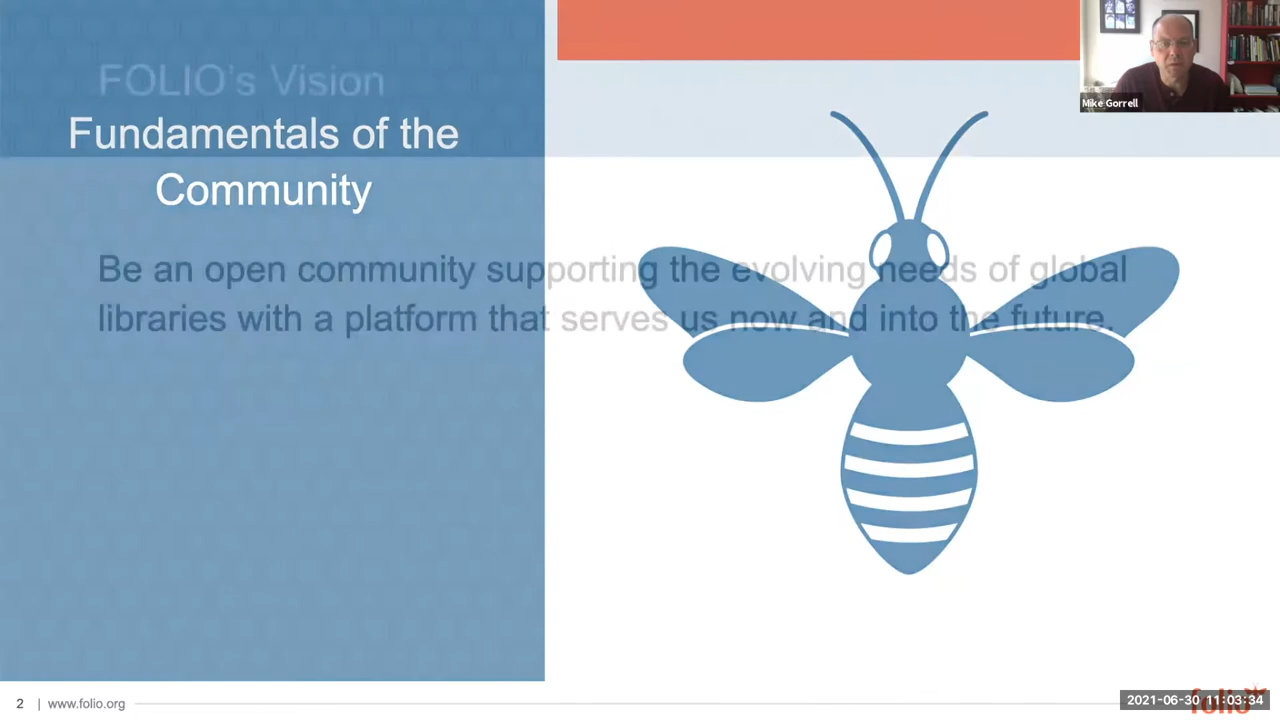 FOLIO's Vision
Fundamentals of the
Community
Be an open community supporting the evolving needs of global
libraries with a platform that serves us now and into the future.
Mike Gorrell
2 | www.folio.org
folio
2021-06-30 11:03:34